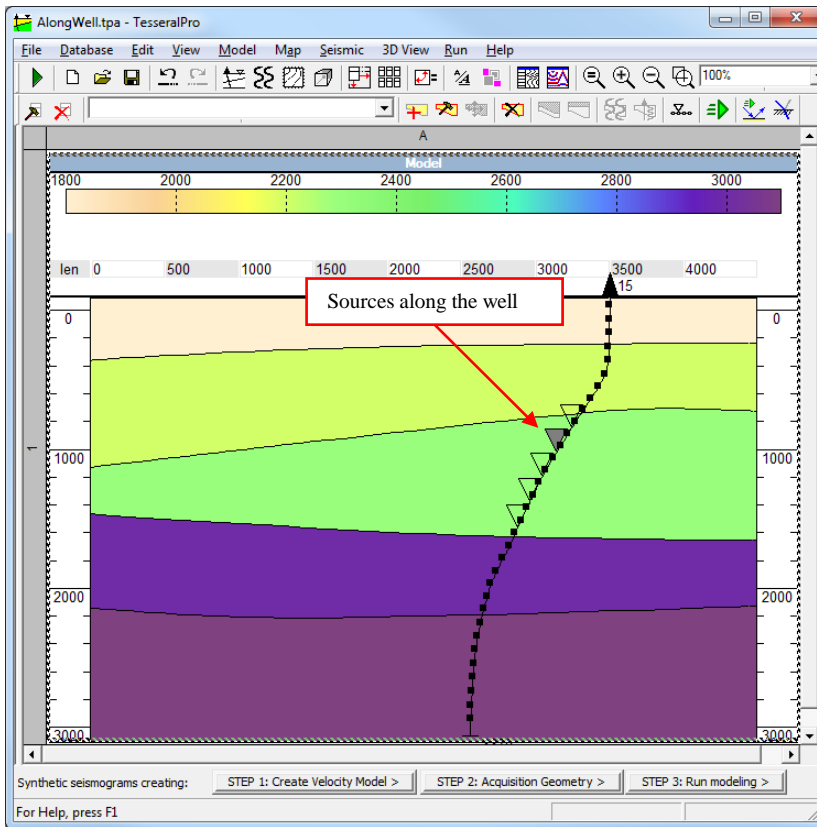 AlongWell.tpa - TesseralPro
File Database Edit View Model Map Seismic 3D View Run Help
100%
A
Model
1800 2000 2200 2400 2600 2800 3000
len 0 500 1000 1500 2000 2500 3000 3500 4000
15
Sources along the well
0 0
1000 1000
1
2000 2000
3000 3000
Synthetic seismograms creating: STEP 1: Create Velocity Model > STEP 2: Acquisition Geometry > STEP 3: Run modeling >
For Help, press F1